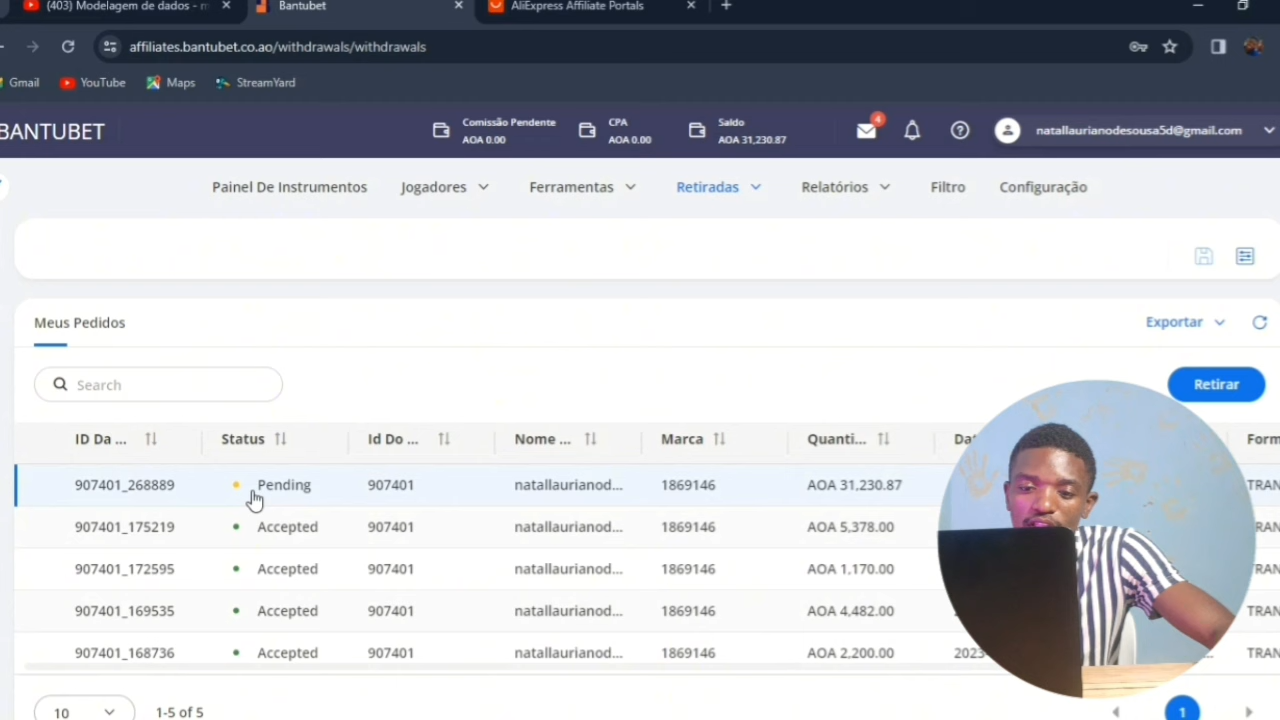 (403) Modelagem de dados - m
Bantubet
AliExpress Affiliate Portals
affiliates.bantubet.co.ao/withdrawals/withdrawals
Gmail
YouTube
Maps
StreamYard
BANTUBET
Comissão Pendente
AOA 0.00
CPA
AOA 0.00
Saldo
AOA 31,230.87
4
natallaurianodesousa5d@gmail.com
Painel De Instrumentos
Jogadores
Ferramentas
Retiradas
Relatórios
Filtro
Configuração
Meus Pedidos
Exportar
Search
Retirar
ID Da ... Status Id Do ... Nome ... Marca Quanti... Dat Form
907401_268889 Pending 907401 natallaurianod... 1869146 AOA 31,230.87 TRAN
907401_175219 Accepted 907401 natallaurianod... 1869146 AOA 5,378.00 RAN
907401_172595 Accepted 907401 natallaurianod... 1869146 AOA 1,170.00 RAN
907401_169535 Accepted 907401 natallaurianod... 1869146 AOA 4,482.00 TRAN
907401_168736 Accepted 907401 natallaurianod... 1869146 AOA 2,200.00 2023 ... TRAN
10
1-5 of 5
1